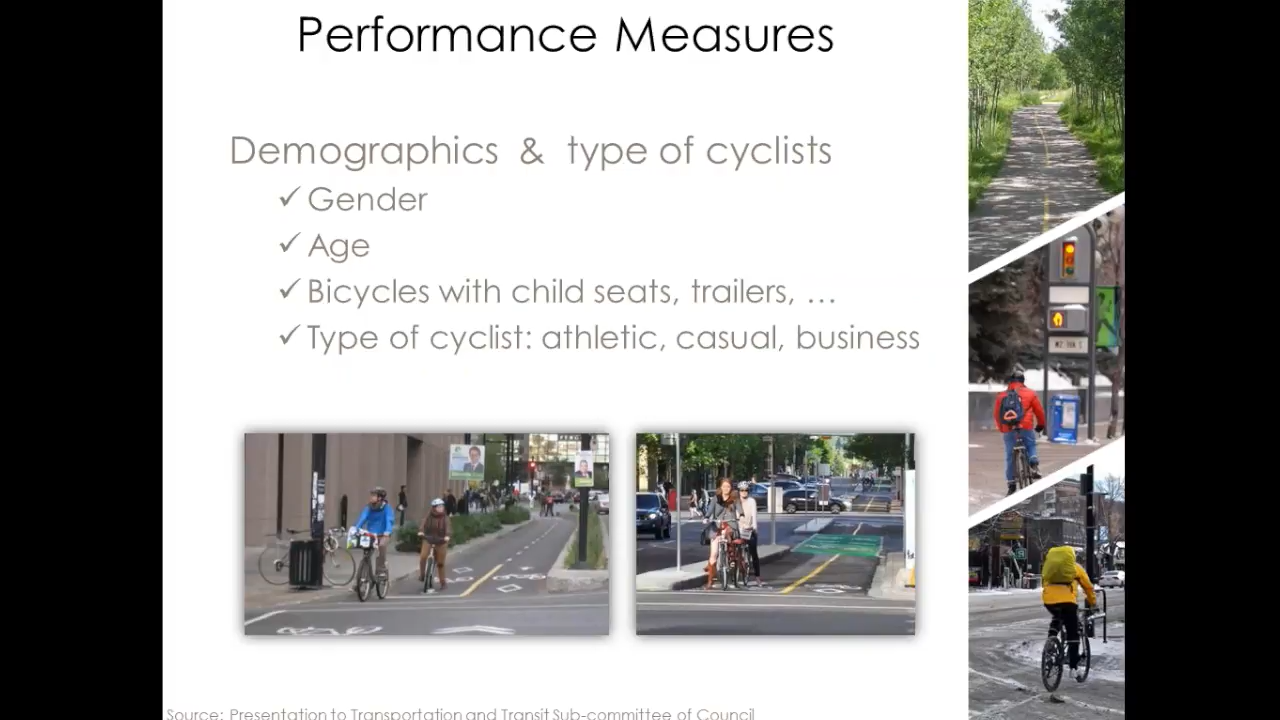 Performance Measures
Demographics & type of cyclists
✓ Gender
✓ Age
✓ Bicycles with child seats, trailers, …
✓ Type of cyclist: athletic, casual, business
Source: Presentation to Transportation and Transit Sub-committee of Council